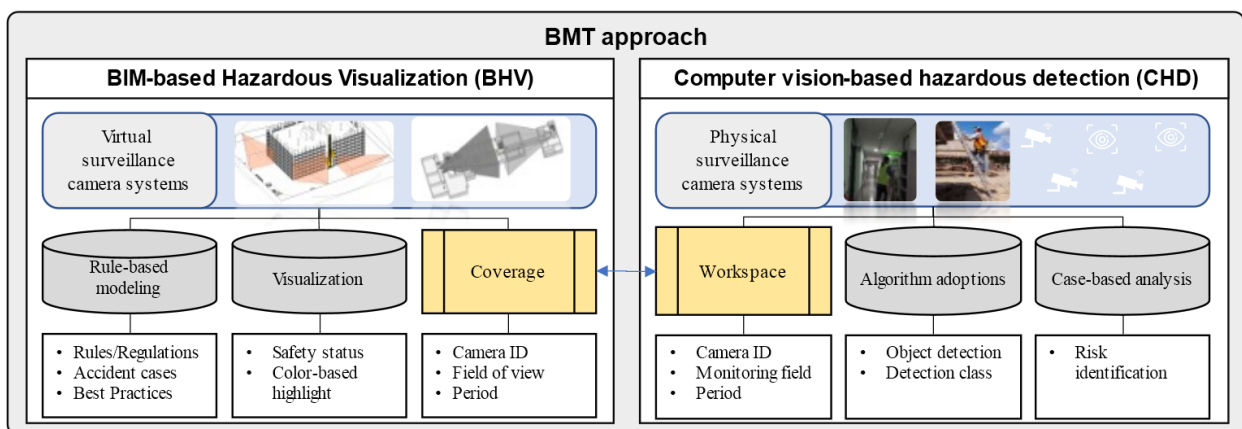 BMT approach
BIM-based Hazardous Visualization (BHV)
Virtual
surveillance
camera systems
Rule-based
modeling
Visualization
Coverage
• Rules/Regulations
• Accident cases
• Best Practices
• Safety status
• Color-based
highlight
• Camera ID
• Field of view
• Period
Computer vision-based hazardous detection (CHD)
Physical
surveillance
camera systems
Workspace
Algorithm adoptions
Case-based analysis
• Camera ID
• Monitoring field
• Period
• Object detection
• Detection class
• Risk
identification